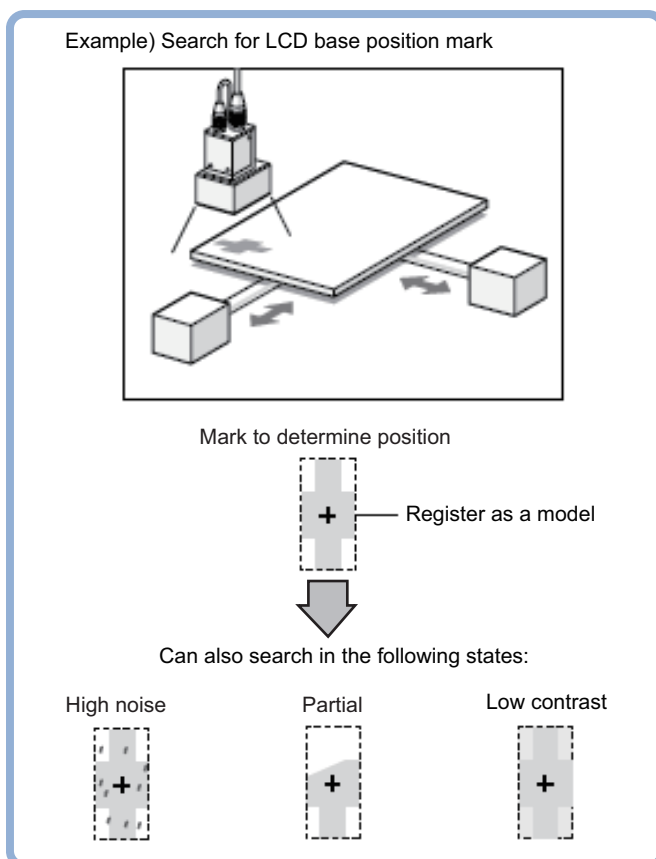 Example) Search for LCD base position mark
Mark to determine position
Register as a model
Can also search in the following states:
High noise
Partial
Low contrast